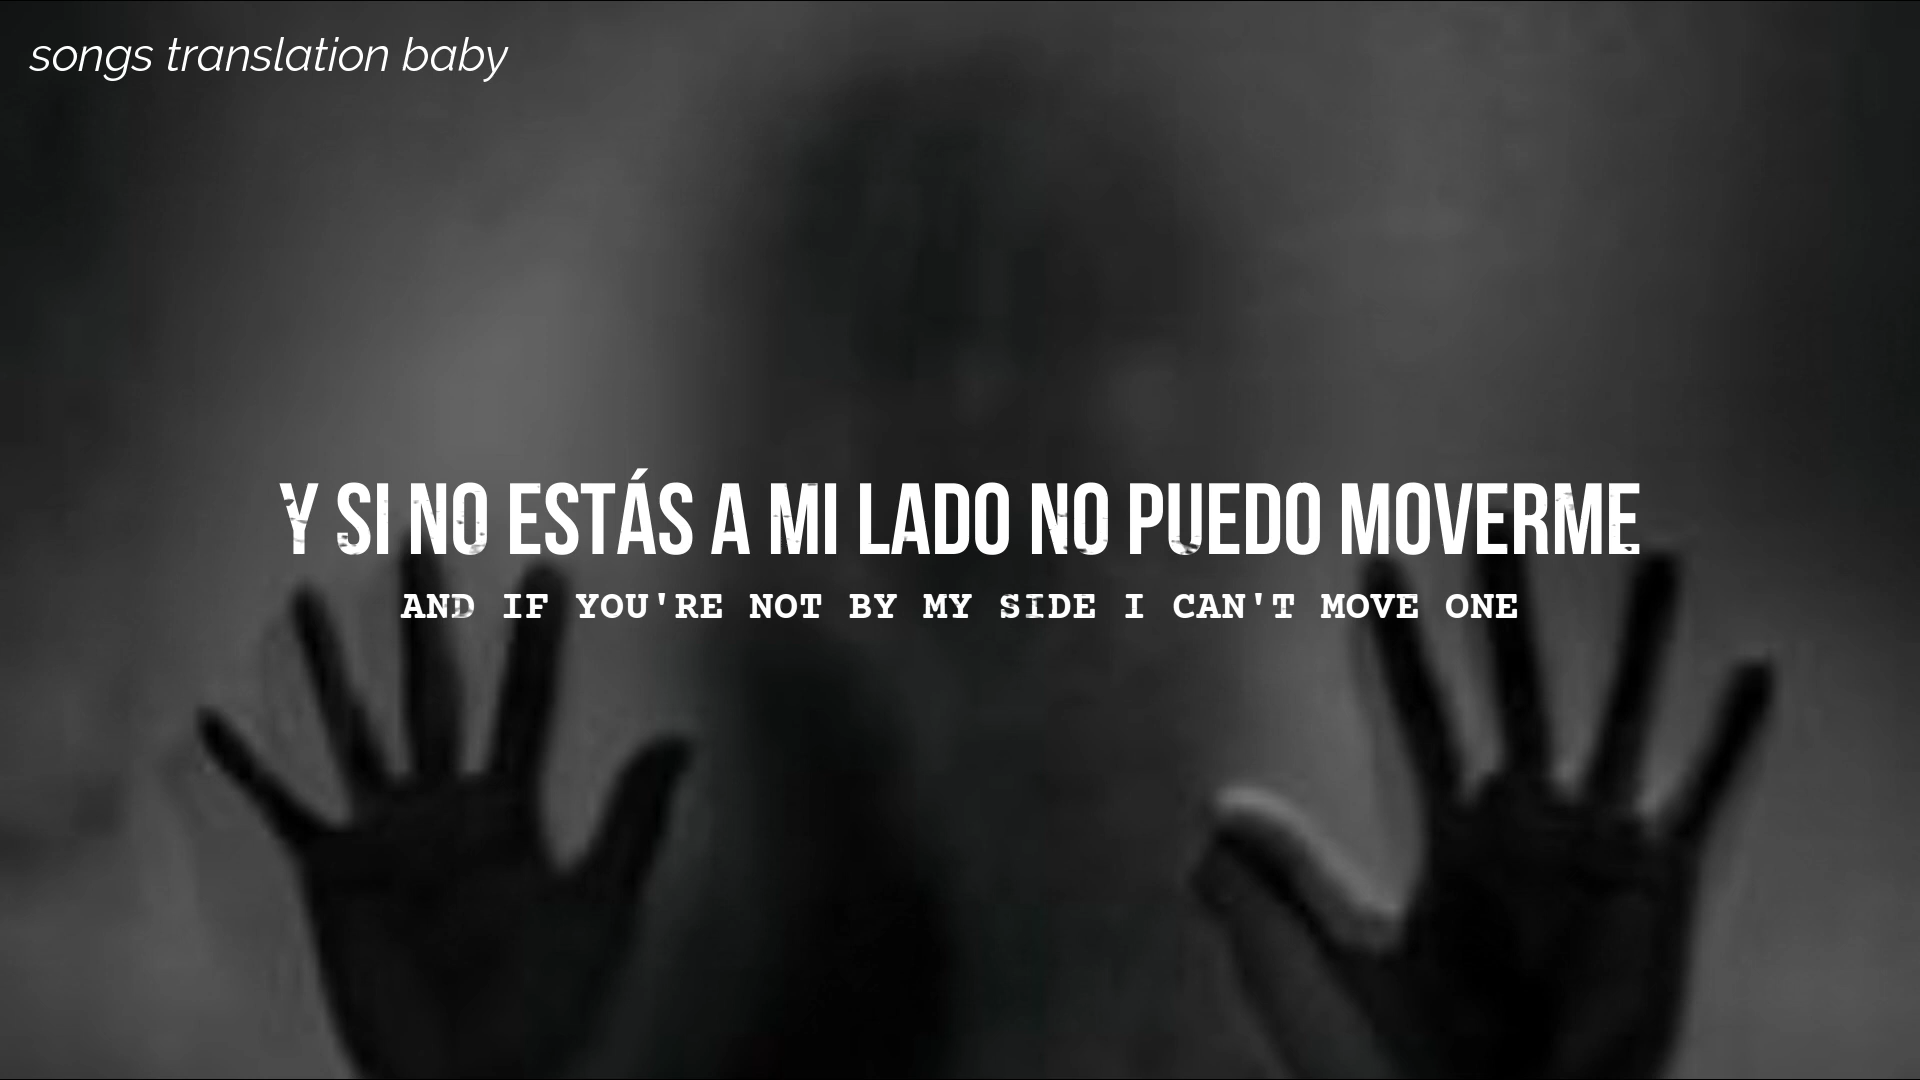 songs translation baby
Y SI NO ESTÁS A MI LADO NO PUEDO MOVERME
AND IF YOU'RE NOT BY MY SIDE I CAN'T MOVE ONE